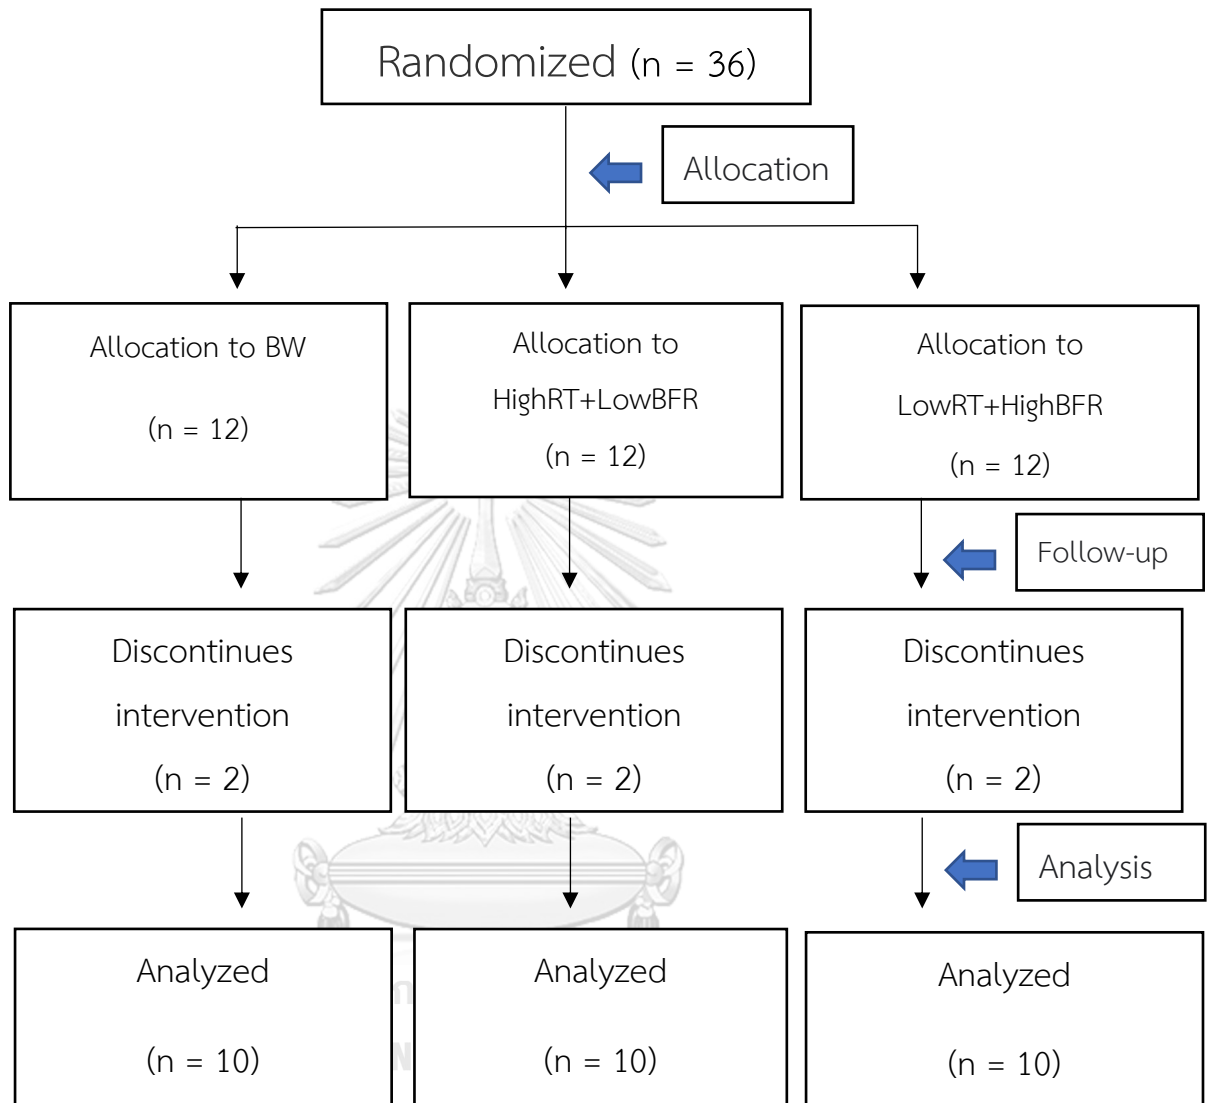 Randomized (n = 36)
Allocation
Allocation to BW
(n = 12)
Allocation to
HighRT+LowBFR
(n = 12)
Allocation to
LowRT+HighBFR
(n = 12)
Follow-up
Discontinues
intervention
(n = 2)
Discontinues
intervention
(n = 2)
Discontinues
intervention
(n = 2)
Analysis
Analyzed
(n = 10)
Analyzed
(n = 10)
Analyzed
(n = 10)